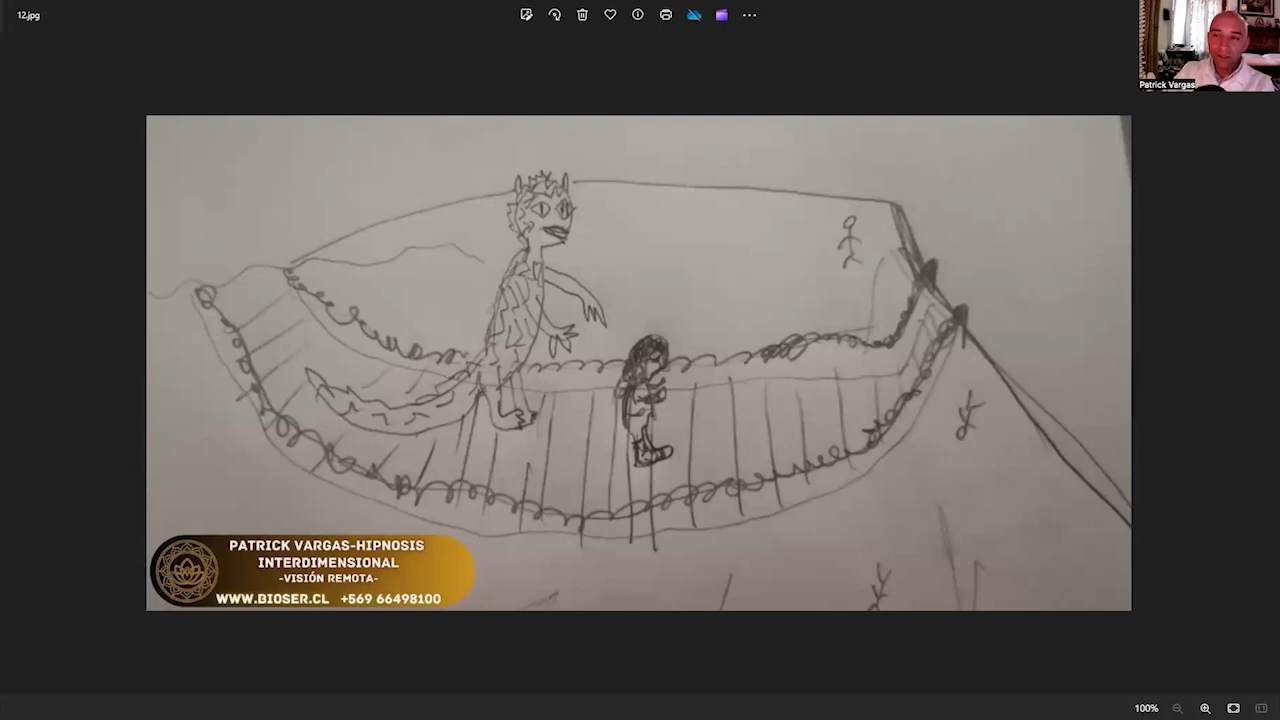 12.jpg
Patrick Vargas
PATRICK VARGAS-HIPNOSIS
INTERDIMENSIONAL
-VISIÓN REMOTA-
WWW.BIOSER.CL +569 66498100
100%